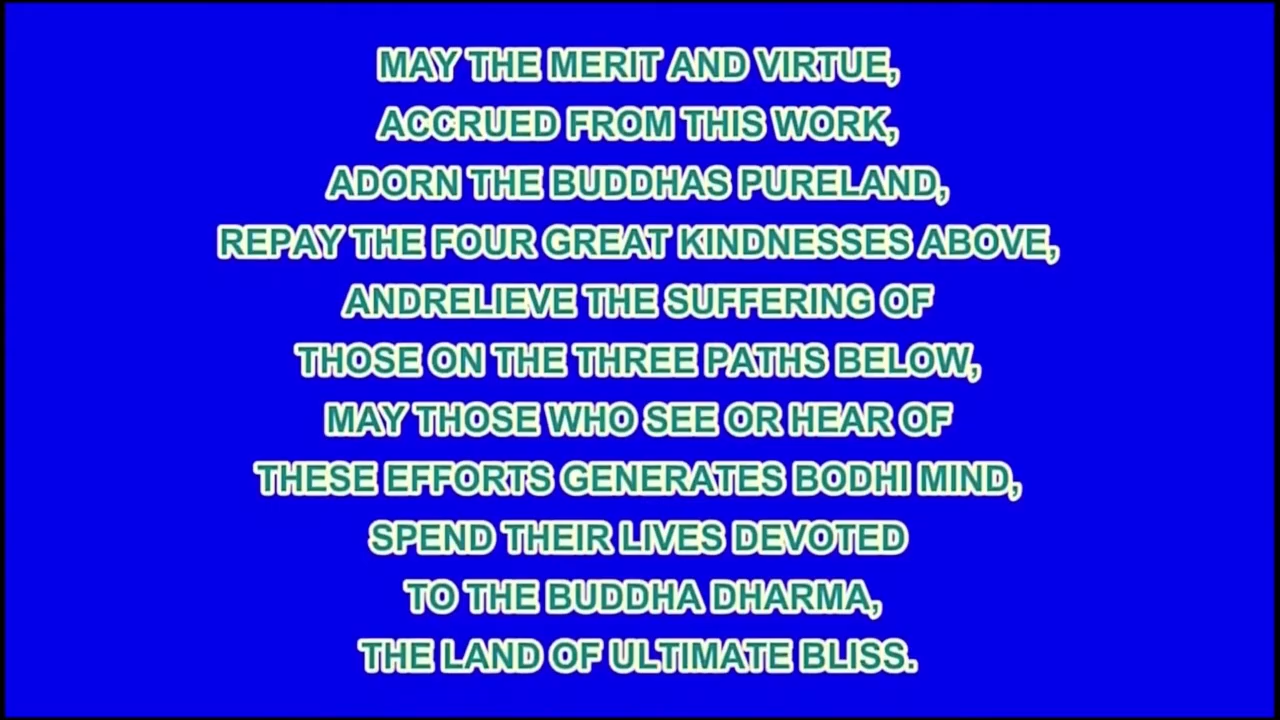 MAY THE MERIT AND VIRTUE,
ACCRUED FROM THIS WORK,
ADORN THE BUDDHAS PURELAND,
REPAY THE FOUR GREAT KINDNESSES ABOVE,
ANDRELIEVE THE SUFFERING OF
THOSE ON THE THREE PATHS BELOW,
MAY THOSE WHO SEE OR HEAR OF
THESE EFFORTS GENERATES BODHI MIND,
SPEND THEIR LIVES DEVOTED
TO THE BUDDHA DHARMA,
THE LAND OF ULTIMATE BLISS.